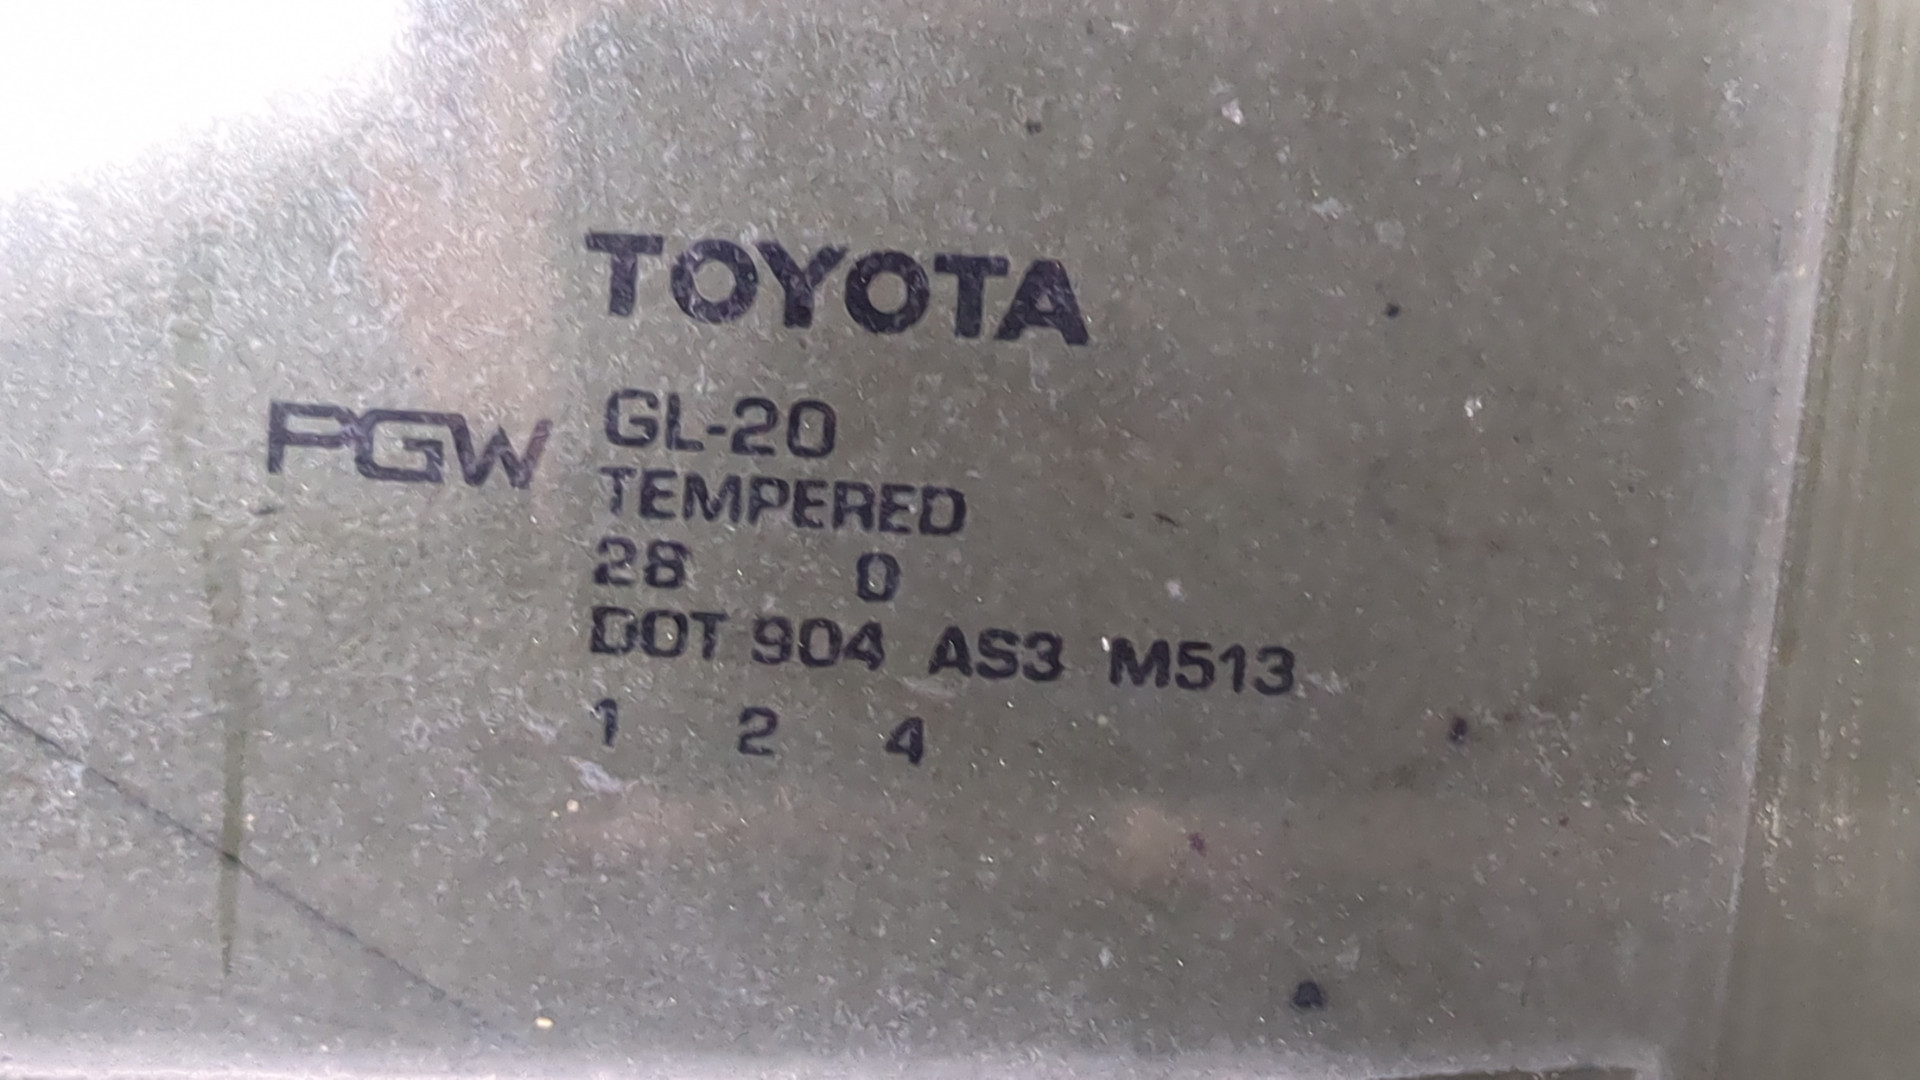 TOYOTA
PGW GL-20
TEMPERED
28 0
DOT 904 AS3 M513
1 2 4